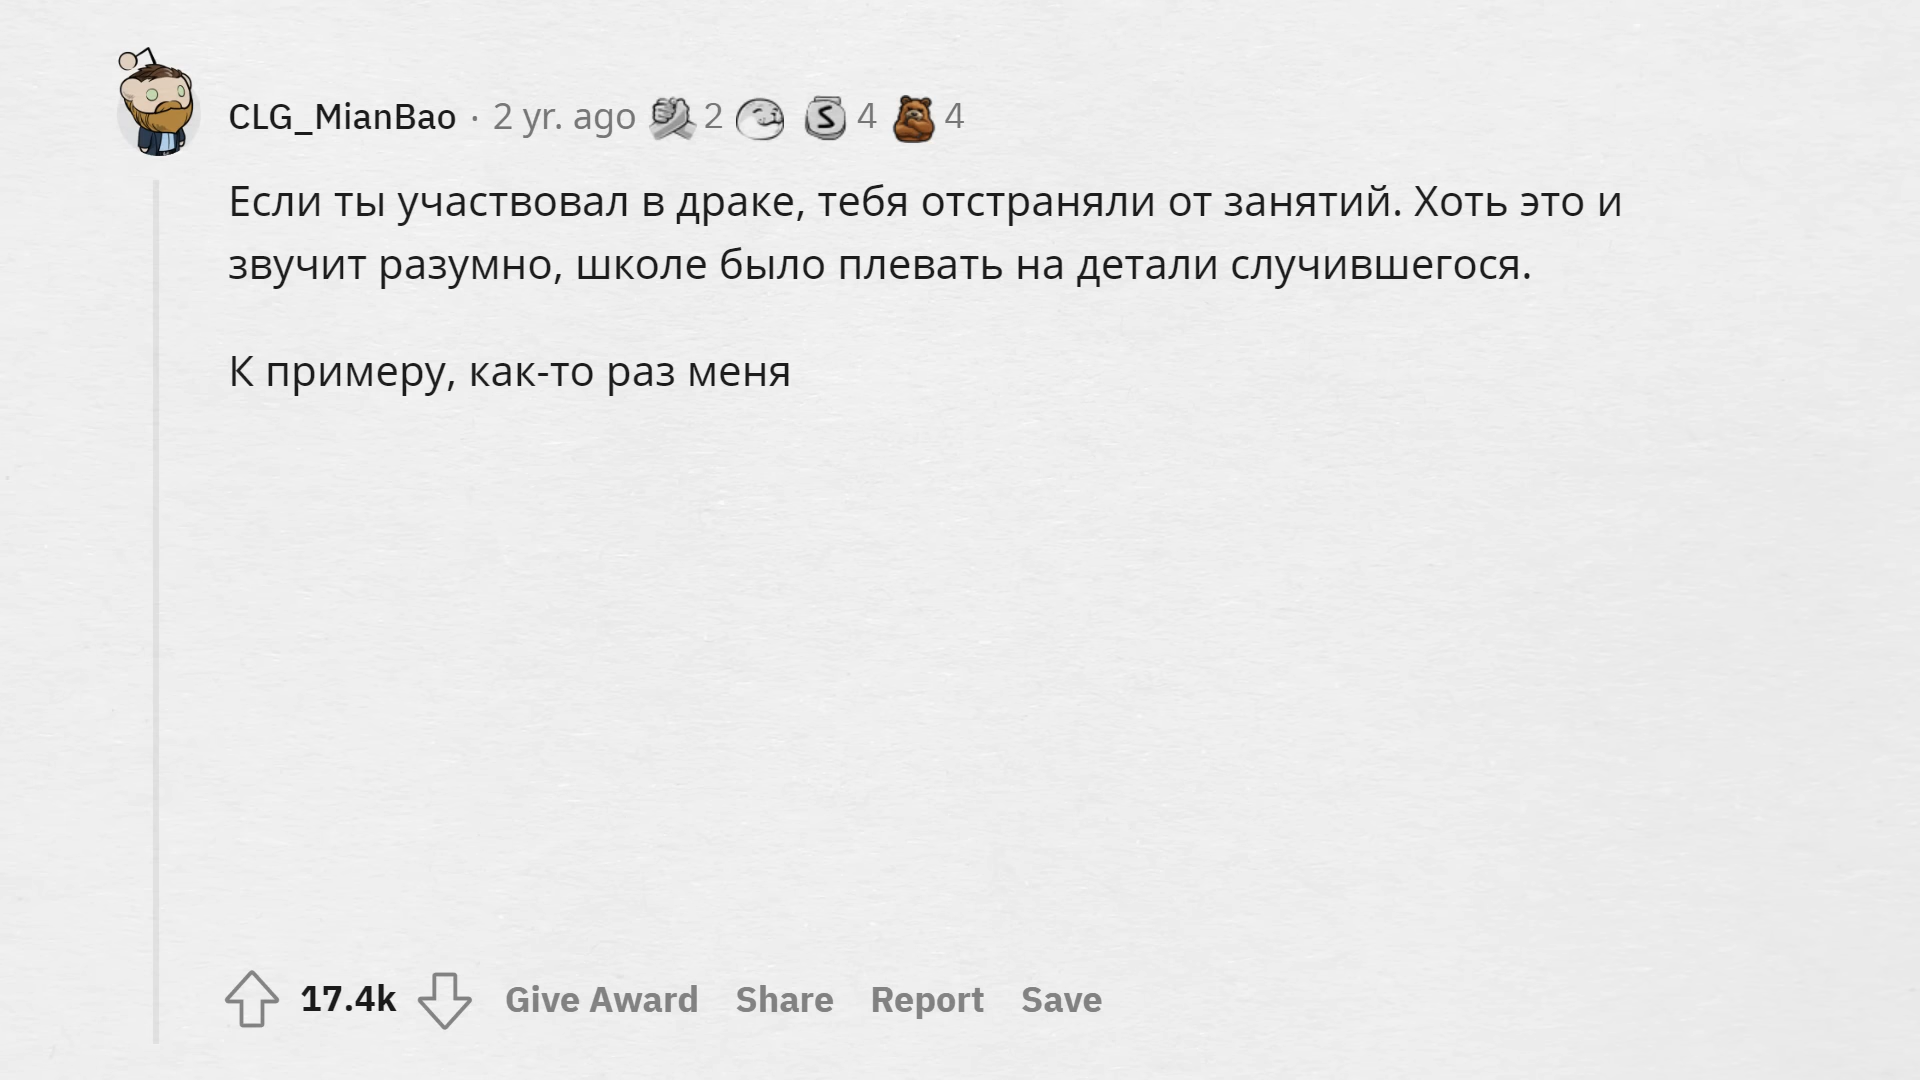 CLG_MianBao · 2 yr. ago 2 S 4 4
Если ты участвовал в драке, тебя отстраняли от занятий. Хоть это и
звучит разумно, школе было плевать на детали случившегося.
К примеру, как-то раз меня
17.4k Give Award Share Report Save